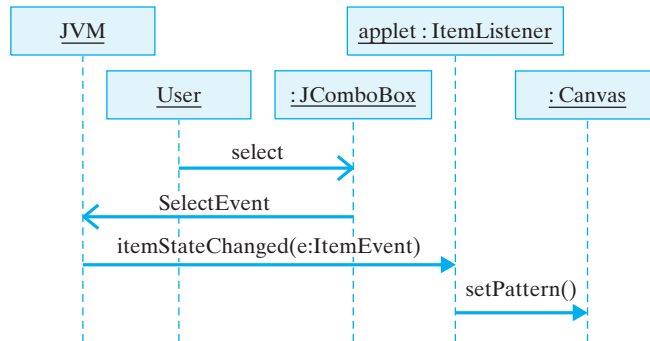 JVM
applet : ItemListener
User
: JComboBox
: Canvas
select
SelectEvent
itemStateChanged(e:ItemEvent)
setPattern()